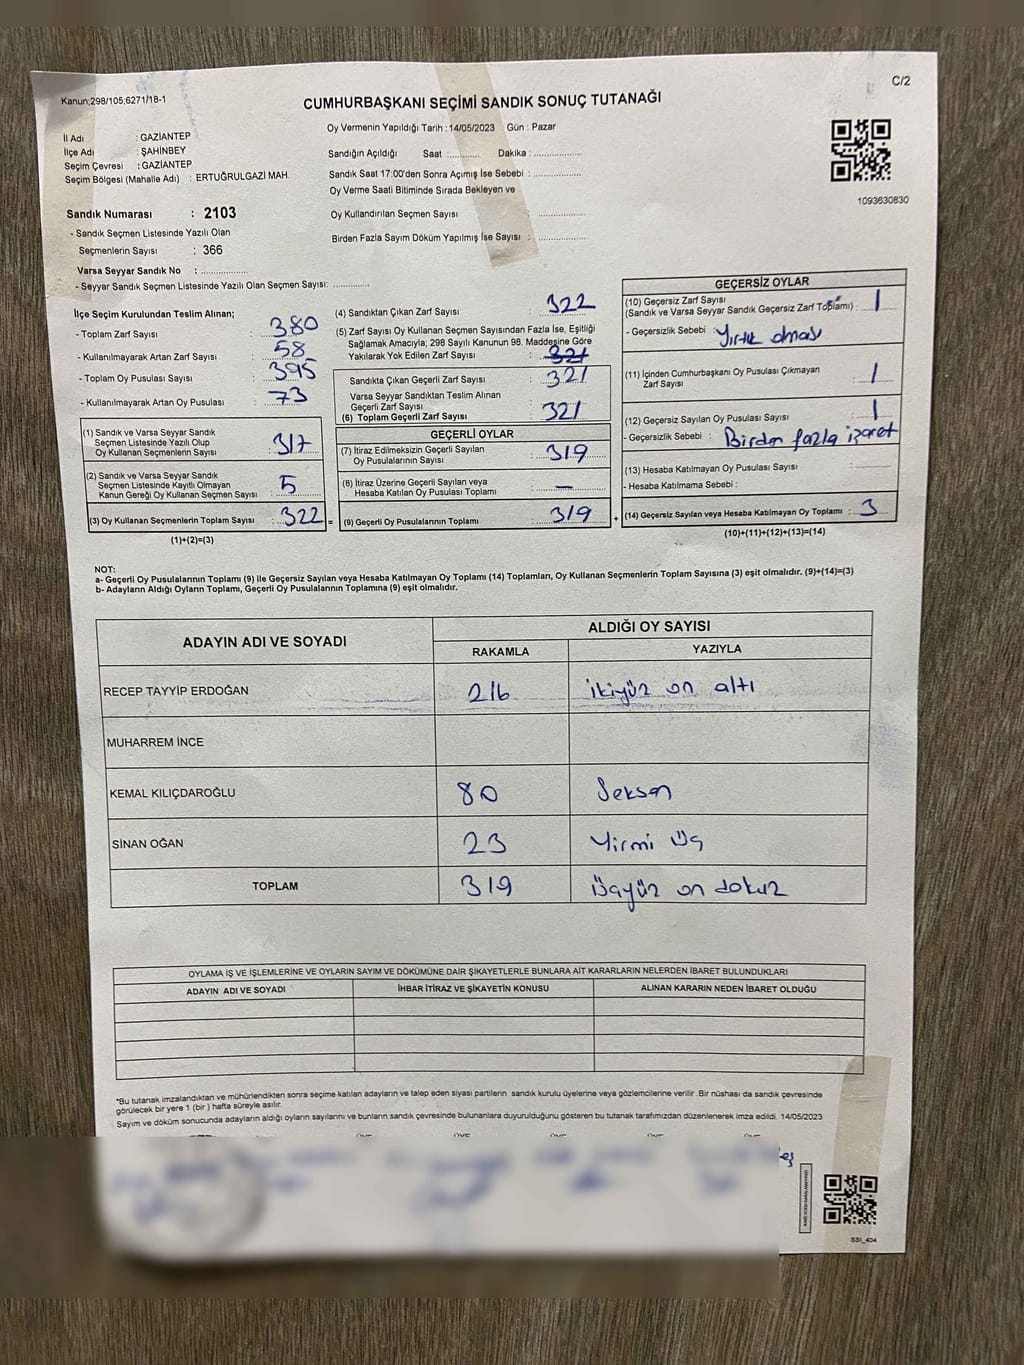 Kanun;298/105;6271/18-1
C/2
CUMHURBAŞKANI SEÇİMİ SANDIK SONUÇ TUTANAĞI
Oy Vermenin Yapıldığı Tarih : 14/05/2023 Gün : Pazar
İl Adı : GAZİANTEP
İlçe Adı : ŞAHİNBEY
Seçim Çevresi : GAZİANTEP
Seçim Bölgesi (Mahalle Adı) : ERTUĞRULGAZİ MAH.
Sandığın Açıldığı Saat :........... Dakika :...............
Sandık Saat 17:00'den Sonra Açımış İse Sebebi :...............
Oy Verme Saati Bitiminde Sırada Bekleyen ve
Oy Kullandırılan Seçmen Sayısı :...............
Birden Fazla Sayım Döküm Yapılmış İse Sayısı :...............
1093630830
Sandık Numarası : 2103
- Sandık Seçmen Listesinde Yazılı Olan
Seçmenlerin Sayısı : 366
Varsa Seyyar Sandık No :...............
- Seyyar Sandık Seçmen Listesinde Yazılı Olan Seçmen Sayısı:............
İlçe Seçim Kurulundan Teslim Alınan;
- Toplam Zarf Sayısı : 380
- Kullanılmayarak Artan Zarf Sayısı : 58
- Toplam Oy Pusulası Sayısı : 395
- Kullanılmayarak Artan Oy Pusulası : 73
(1) Sandık ve Varsa Seyyar Sandık
Seçmen Listesinde Yazılı Olup
Oy Kullanan Seçmenlerin Sayısı : 317
(2) Sandık ve Varsa Seyyar Sandık
Seçmen Listesinde Kayıtlı Olmayan
Kanun Gereği Oy Kullanan Seçmen Sayısı : 5
(3) Oy Kullanan Seçmenlerin Toplam Sayısı : 322 =
(1)+(2)=(3)
(4) Sandıktan Çıkan Zarf Sayısı : 322
(5) Zarf Sayısı Oy Kullanan Seçmen Sayısından Fazla İse, Eşitliği
Sağlamak Amacıyla; 298 Sayılı Kanunun 98. Maddesine Göre
Yakılarak Yok Edilen Zarf Sayısı : 321
Sandıkta Çıkan Geçerli Zarf Sayısı : 321
Varsa Seyyar Sandıktan Teslim Alınan
Geçerli Zarf Sayısı :
(6) Toplam Geçerli Zarf Sayısı : 321
GEÇERLİ OYLAR
(7) İtiraz Edilmeksizin Geçerli Sayılan
Oy Pusulalarının Sayısı : 319
(8) İtiraz Üzerine Geçerli Sayılan veya
Hesaba Katılan Oy Pusulası Toplamı : —
(9) Geçerli Oy Pusulalarının Toplamı : 319 +
GEÇERSİZ OYLAR
(10) Geçersiz Zarf Sayısı
(Sandık ve Varsa Seyyar Sandık Geçersiz Zarf Toplamı) : 1
- Geçersizlik Sebebi : Yırtık olması
(11) İçinden Cumhurbaşkanı Oy Pusulası Çıkmayan
Zarf Sayısı : 1
(12) Geçersiz Sayılan Oy Pusulası Sayısı : 1
- Geçersizlik Sebebi : Birden fazla işaret
(13) Hesaba Katılmayan Oy Pusulası Sayısı :...........
- Hesaba Katılmama Sebebi :
(14) Geçersiz Sayılan veya Hesaba Katılmayan Oy Toplamı : 3
(10)+(11)+(12)+(13)=(14)
NOT:
a- Geçerli Oy Pusulalarının Toplamı (9) ile Geçersiz Sayılan veya Hesaba Katılmayan Oy Toplamı (14) Toplamları, Oy Kullanan Seçmenlerin Toplam Sayısına (3) eşit olmalıdır. (9)+(14)=(3)
b- Adayların Aldığı Oyların Toplamı, Geçerli Oy Pusulalarının Toplamına (9) eşit olmalıdır.
ADAYIN ADI VE SOYADI
ALDIĞI OY SAYISI
RAKAMLA YAZIYLA
RECEP TAYYİP ERDOĞAN 216 ikiyüz on altı
MUHARREM İNCE
KEMAL KILIÇDAROĞLU 80 Seksen
SİNAN OĞAN 23 Yirmi Üç
TOPLAM 319 Üçyüz on dokuz
OYLAMA İŞ VE İŞLEMLERİNE VE OYLARIN SAYIM VE DÖKÜMÜNE DAİR ŞİKAYETLERLE BUNLARA AİT KARARLARIN NELERDEN İBARET BULUNDUKLARI
ADAYIN ADI VE SOYADI İHBAR İTİRAZ VE ŞİKAYETİN KONUSU ALINAN KARARIN NEDEN İBARET OLDUĞU
*Bu tutanak imzalandıktan ve mühürlendikten sonra seçime katılan adayların ve talep eden siyasi partilerin sandık kurulu üyelerine veya gözlemcilerine verilir. Bir nüshası da sandık çevresinde
görülecek bir yere 1 (bir ) hafta süreyle asılır.
Sayım ve döküm sonucunda adayların aldığı oyların sayılarını ve bunların sandık çevresinde bulunanlara duyurulduğunu gösteren bu tutanak tarafımızdan düzenlenerek imza edildi. 14/05/2023
SSI_404